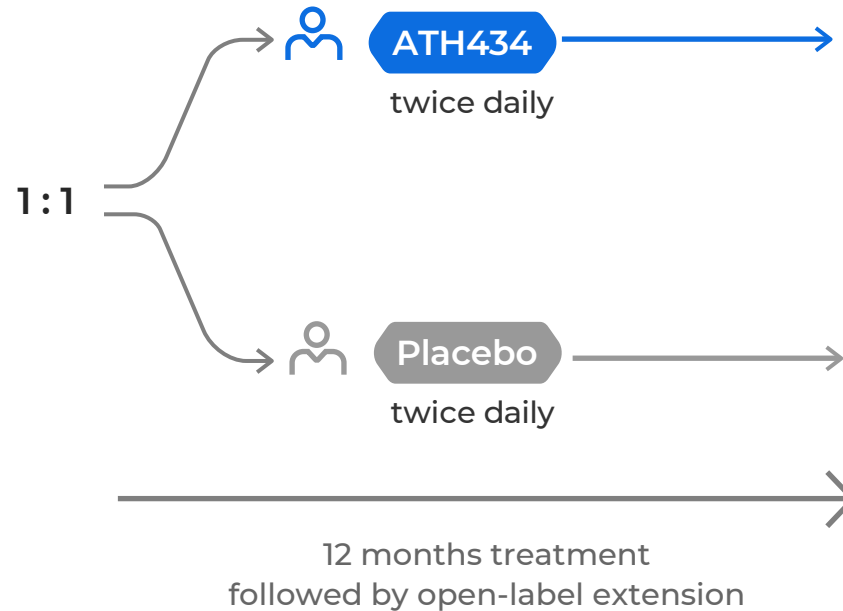 ATH434
twice daily
1 : 1
Placebo
twice daily
12 months treatment
followed by open-label extension